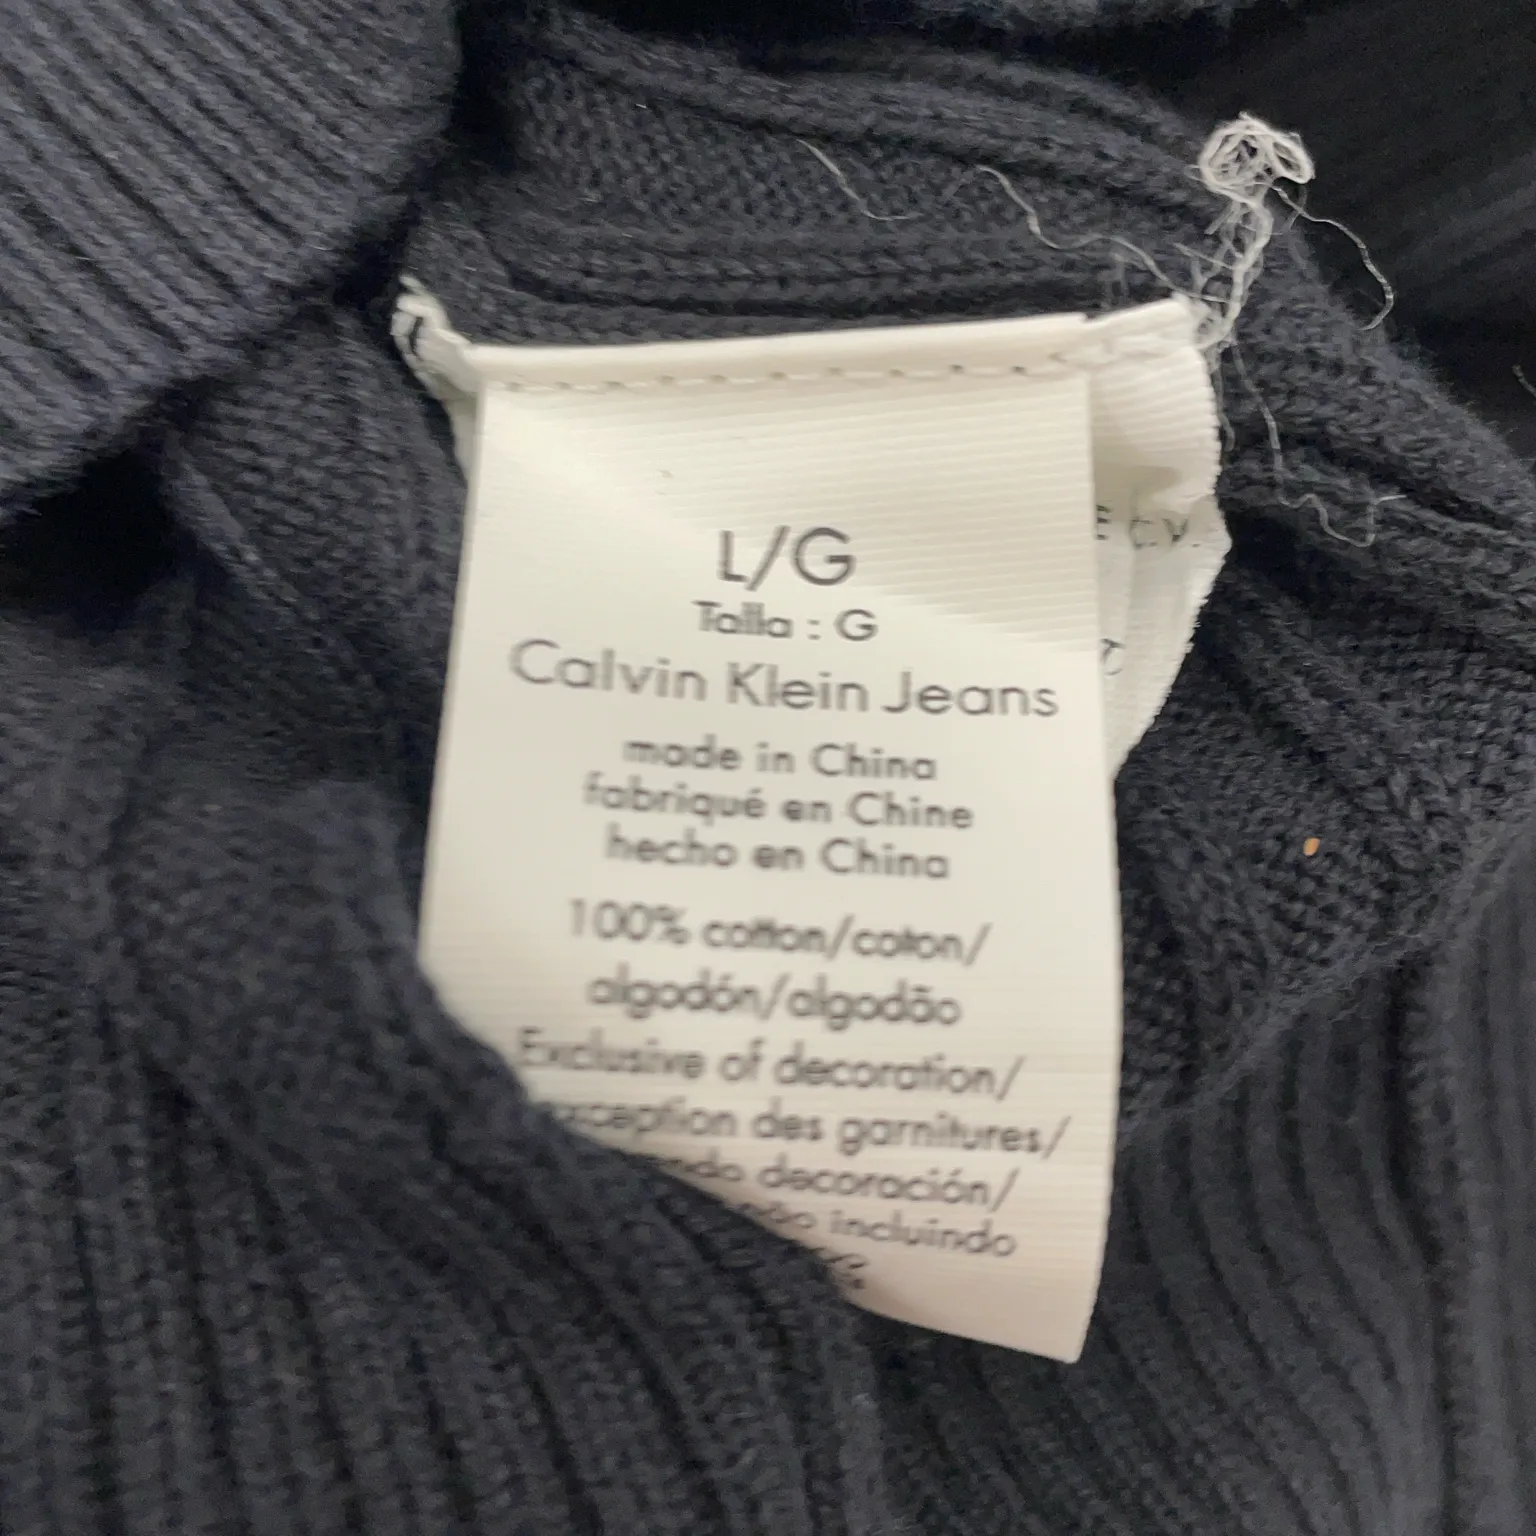 L/G
Talla : G
Calvin Klein Jeans
made in China
fabriqué en Chine
hecho en China
100% cotton/coton/
algodón/algodão
Exclusive of decoration/
exception des garnitures/
decoración/
incluindo
E C.V.